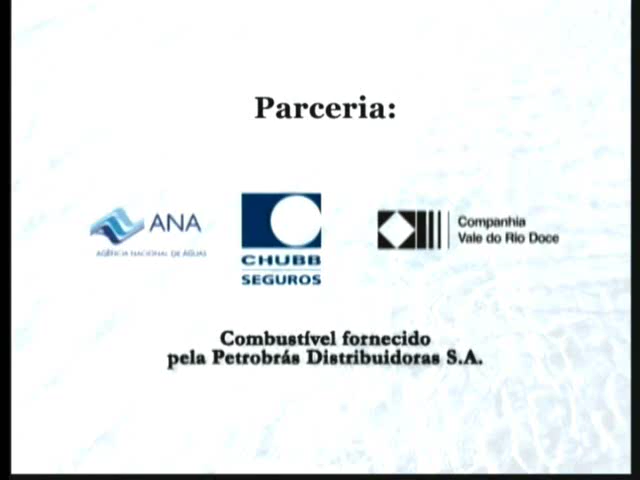 Parceria:
ANA
AGÊNCIA NACIONAL DE ÁGUAS
CHUBB
SEGUROS
Companhia
Vale do Rio Doce
Combustível fornecido
pela Petrobrás Distribuidoras S.A.